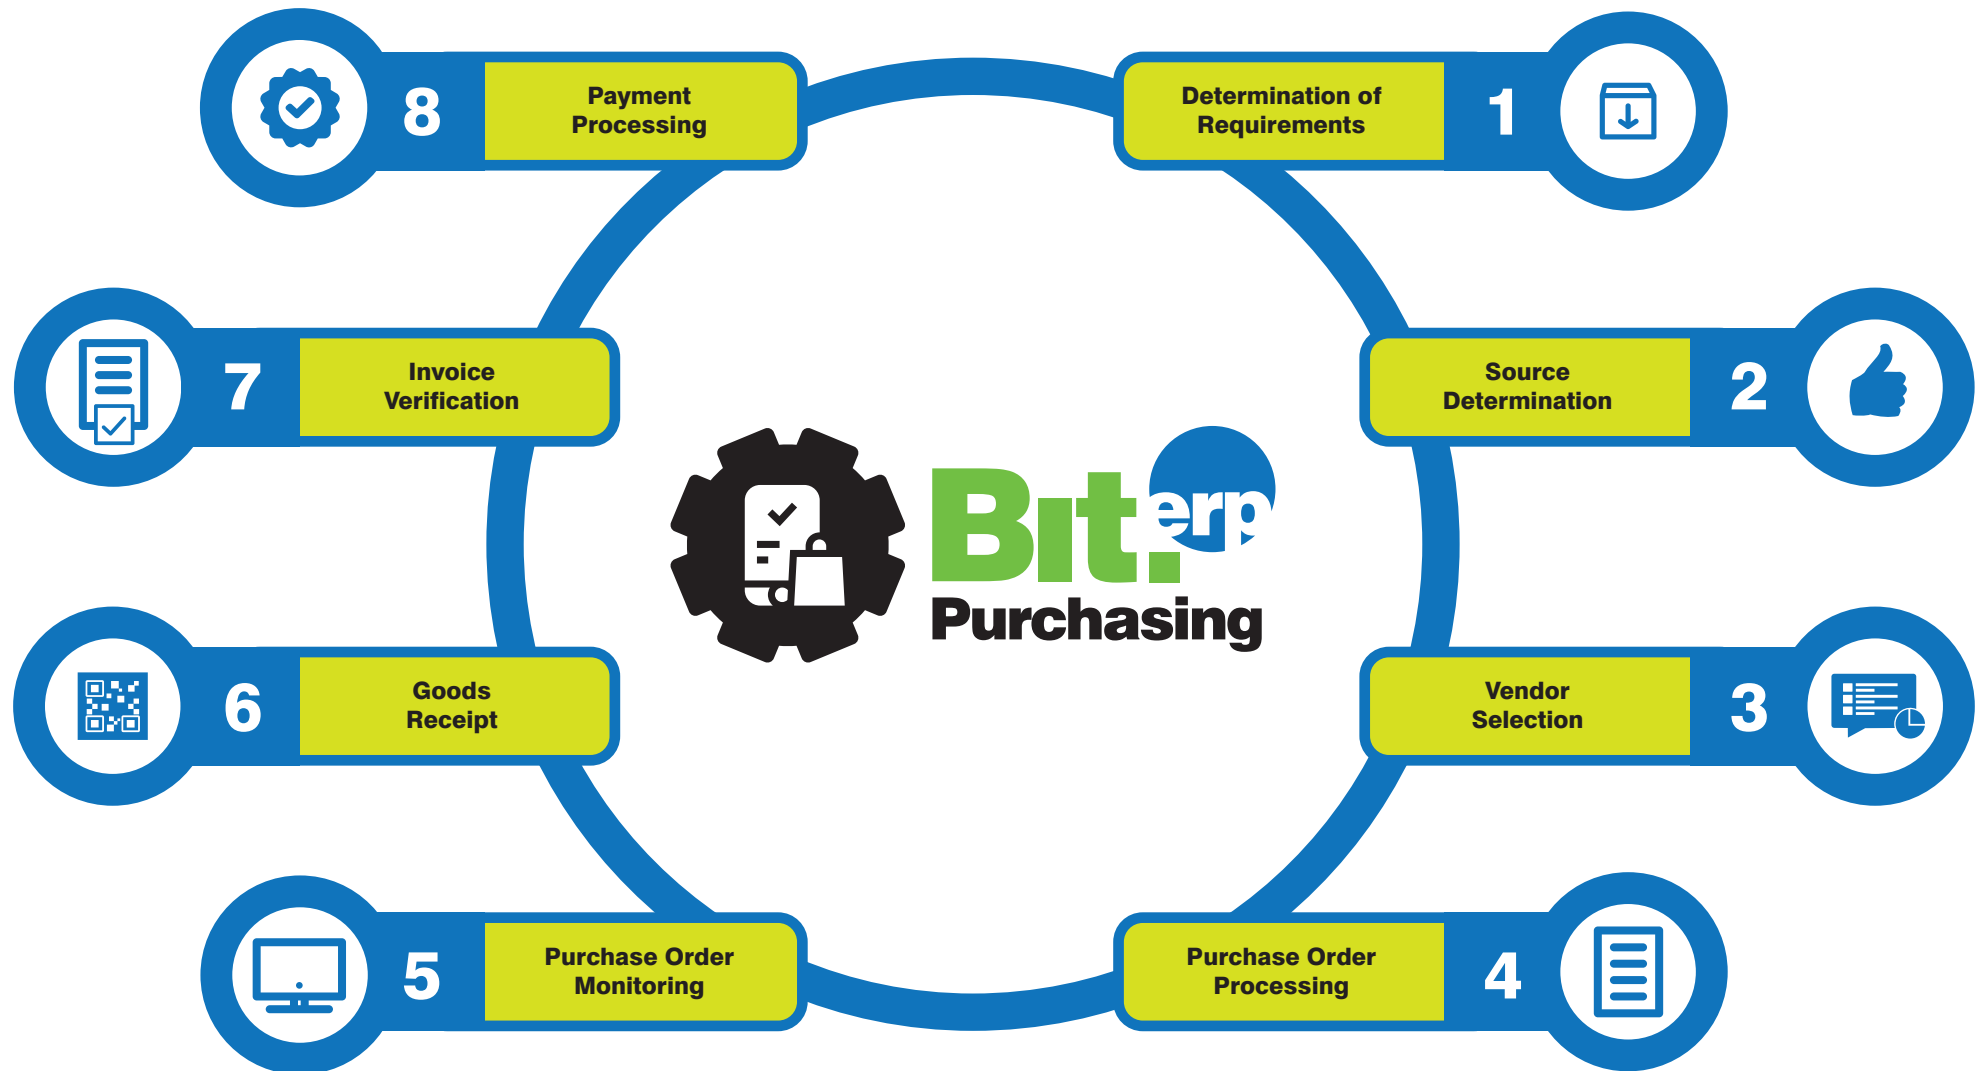 1
Determination of
Requirements
2
Source
Determination
3
Vendor
Selection
4
Purchase Order
Processing
5
Purchase Order
Monitoring
6
Goods
Receipt
7
Invoice
Verification
8
Payment
Processing
Bit.erp
Purchasing